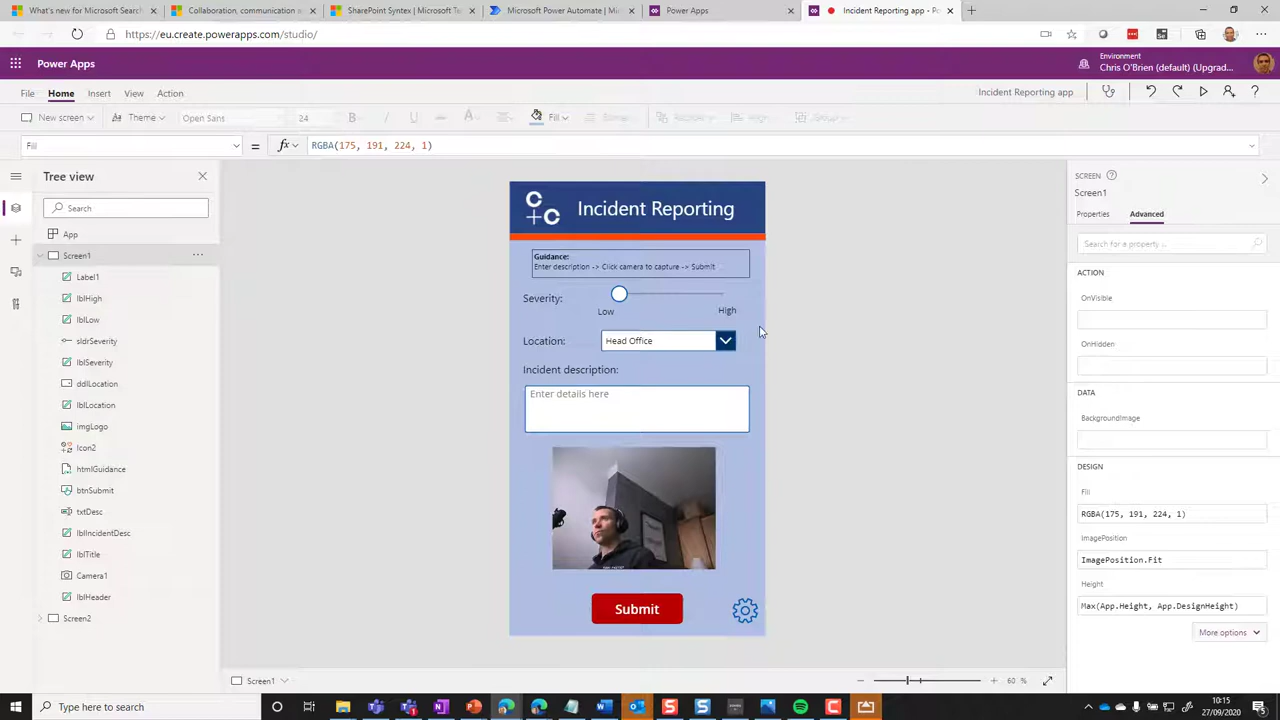 What's new in Microsoft Searc
Collaboration, communication a
SharePoint Syntex | Microsoft Te
Microsoft Power Automate | Mi
Power Apps
Incident Reporting app - Po
https://eu.create.powerapps.com/studio/
Power Apps
Environment
Chris O'Brien (default) (Upgrad...
File
Home
Insert
View
Action
Incident Reporting app
New screen
Theme
Open Sans
24
B
Fill
Reorder
Align
Group
Fill
= fx RGBA(175, 191, 224, 1)
Tree view
Search
App
Screen1
Label1
lblHigh
lblLow
sldrSeverity
lblSeverity
ddlLocation
lblLocation
imgLogo
Icon2
htmlGuidance
btnSubmit
txtDesc
lblIncidentDesc
lblTitle
Camera1
lblHeader
Screen2
C+C
Incident Reporting
Guidance:
Enter description -> Click camera to capture -> Submit
Severity:
Low
High
Location:
Head Office
Incident description:
Enter details here
Submit
SCREEN
Screen1
Properties
Advanced
Search for a property ...
ACTION
OnVisible
OnHidden
DATA
BackgroundImage
DESIGN
Fill
RGBA(175, 191, 224, 1)
ImagePosition
ImagePosition.Fit
Height
Max(App.Height, App.DesignHeight)
More options
Screen1
60 %
Type here to search
10:15
27/09/2020